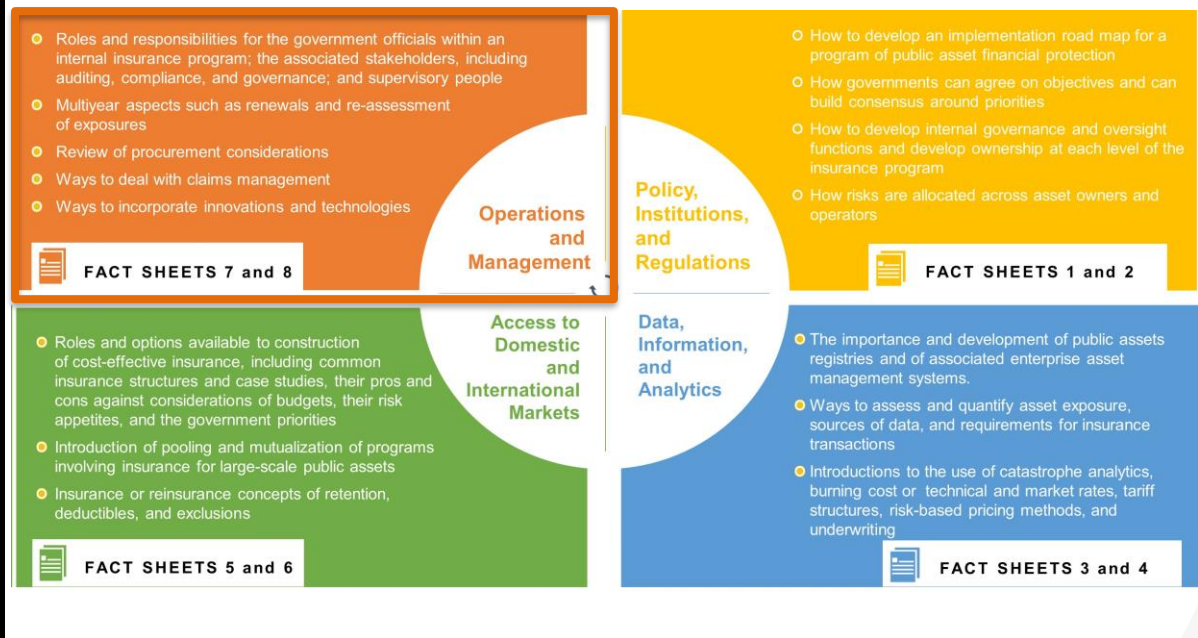 Roles and responsibilities for the government officials within an
internal insurance program; the associated stakeholders, including
auditing, compliance, and governance; and supervisory people
Multiyear aspects such as renewals and re-assessment
of exposures
Review of procurement considerations
Ways to deal with claims management
Ways to incorporate innovations and technologies
Operations
and
Management
FACT SHEETS 7 and 8
How to develop an implementation road map for a
program of public asset financial protection
How governments can agree on objectives and can
build consensus around priorities
How to develop internal governance and oversight
functions and develop ownership at each level of the
insurance program
How risks are allocated across asset owners and
operators
Policy,
Institutions,
and
Regulations
FACT SHEETS 1 and 2
Roles and options available to construction
of cost-effective insurance, including common
insurance structures and case studies, their pros and
cons against considerations of budgets, their risk
appetites, and the government priorities
Introduction of pooling and mutualization of programs
involving insurance for large-scale public assets
Insurance or reinsurance concepts of retention,
deductibles, and exclusions
Access to
Domestic
and
International
Markets
FACT SHEETS 5 and 6
Data,
Information,
and
Analytics
The importance and development of public assets
registries and of associated enterprise asset
management systems.
Ways to assess and quantify asset exposure,
sources of data, and requirements for insurance
transactions
Introductions to the use of catastrophe analytics,
burning cost or technical and market rates, tariff
structures, risk-based pricing methods, and
underwriting
FACT SHEETS 3 and 4